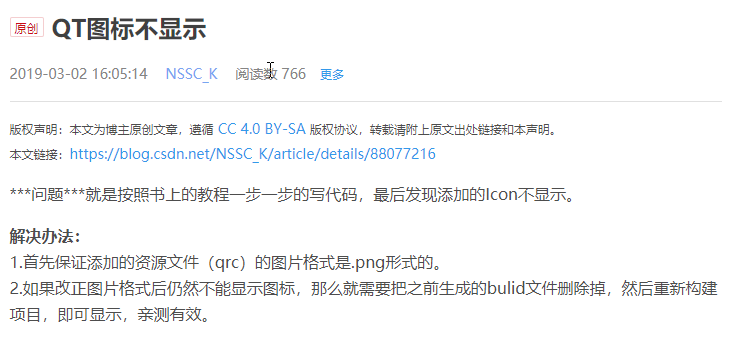 原创 QT图标不显示
2019-03-02 16:05:14 NSSC_K 阅读数 766 更多
版权声明：本文为博主原创文章，遵循 CC 4.0 BY-SA 版权协议，转载请附上原文出处链接和本声明。
本文链接：https://blog.csdn.net/NSSC_K/article/details/88077216
***问题***就是按照书上的教程一步一步的写代码，最后发现添加的Icon不显示。
解决办法：
1.首先保证添加的资源文件（qrc）的图片格式是.png形式的。
2.如果改正图片格式后仍然不能显示图标，那么就需要把之前生成的bulid文件删除掉，然后重新构建
项目，即可显示，亲测有效。